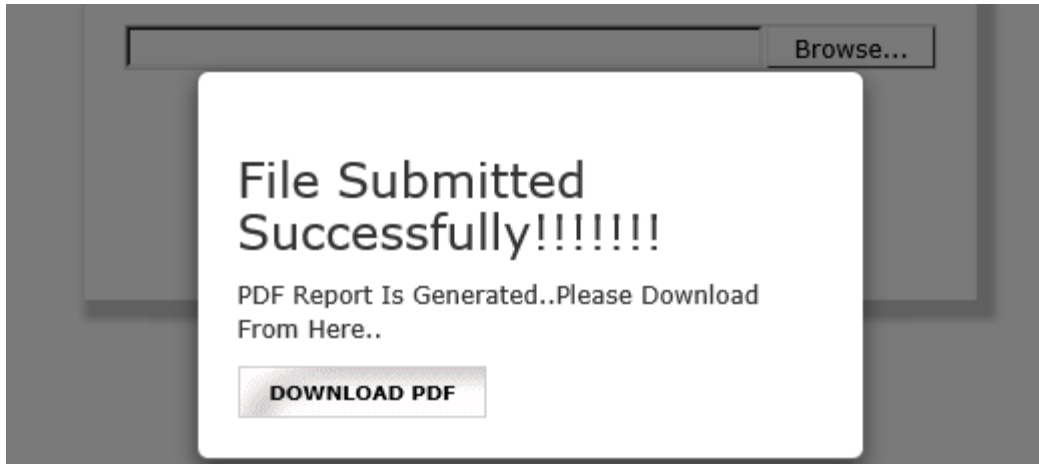 Browse...
File Submitted
Successfully!!!!!!!
PDF Report Is Generated..Please Download
From Here..
DOWNLOAD PDF